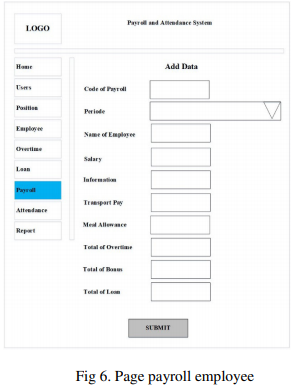 LOGO
Payroll and Attendance System
Home
Users
Position
Employee
Overtime
Loan
Payroll
Attendance
Report
Add Data
Code of Payroll
Periode
Name of Employee
Salary
Information
Transport Pay
Meal Allowance
Total of Overtime
Total of Bonus
Total of Loan
SUBMIT
Fig 6. Page payroll employee